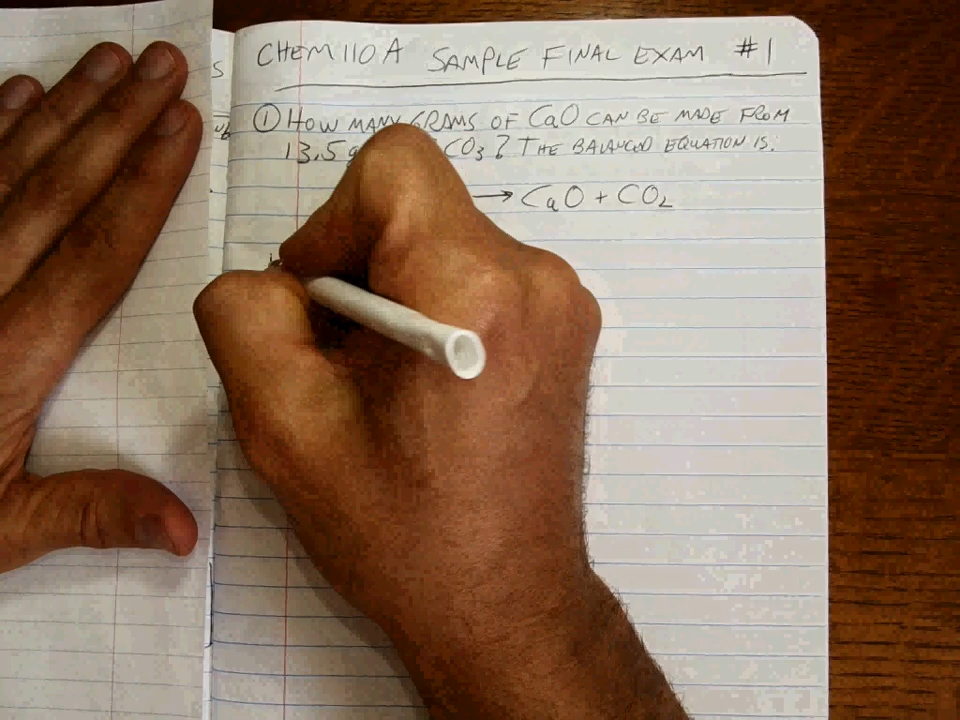 CHEM 110A SAMPLE FINAL EXAM #1
① HOW MANY GRAMS OF CaO CAN BE MADE FROM
13.5 g CO3? THE BALANCED EQUATION IS:
→ CaO + CO2